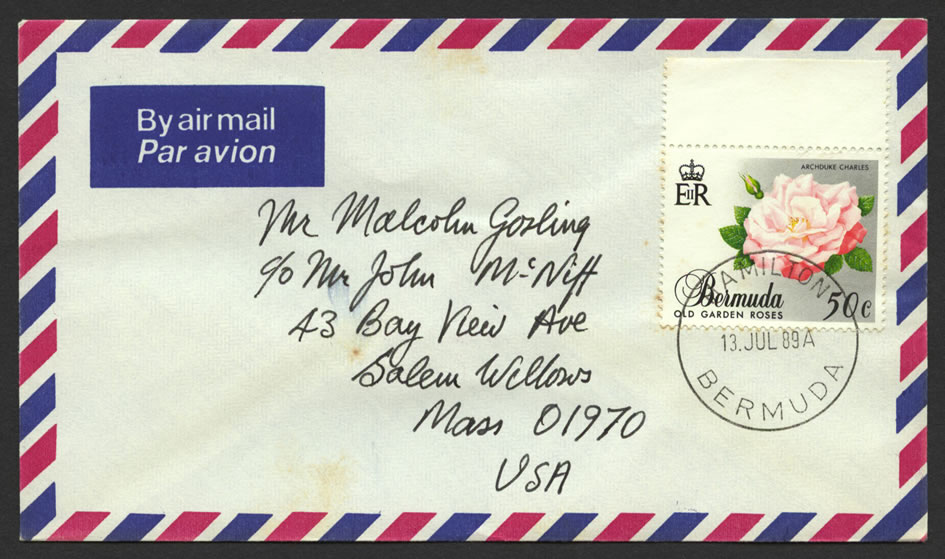 By air mail
Par avion
ARCHDUKE CHARLES
EIIR
Bermuda 50c
OLD GARDEN ROSES
HAMILTON
13.JUL 89A
BERMUDA
Mr Malcolm Gosling
c/o Mr John McNiff
43 Bay View Ave
Salem Willows
Mass 01970
USA